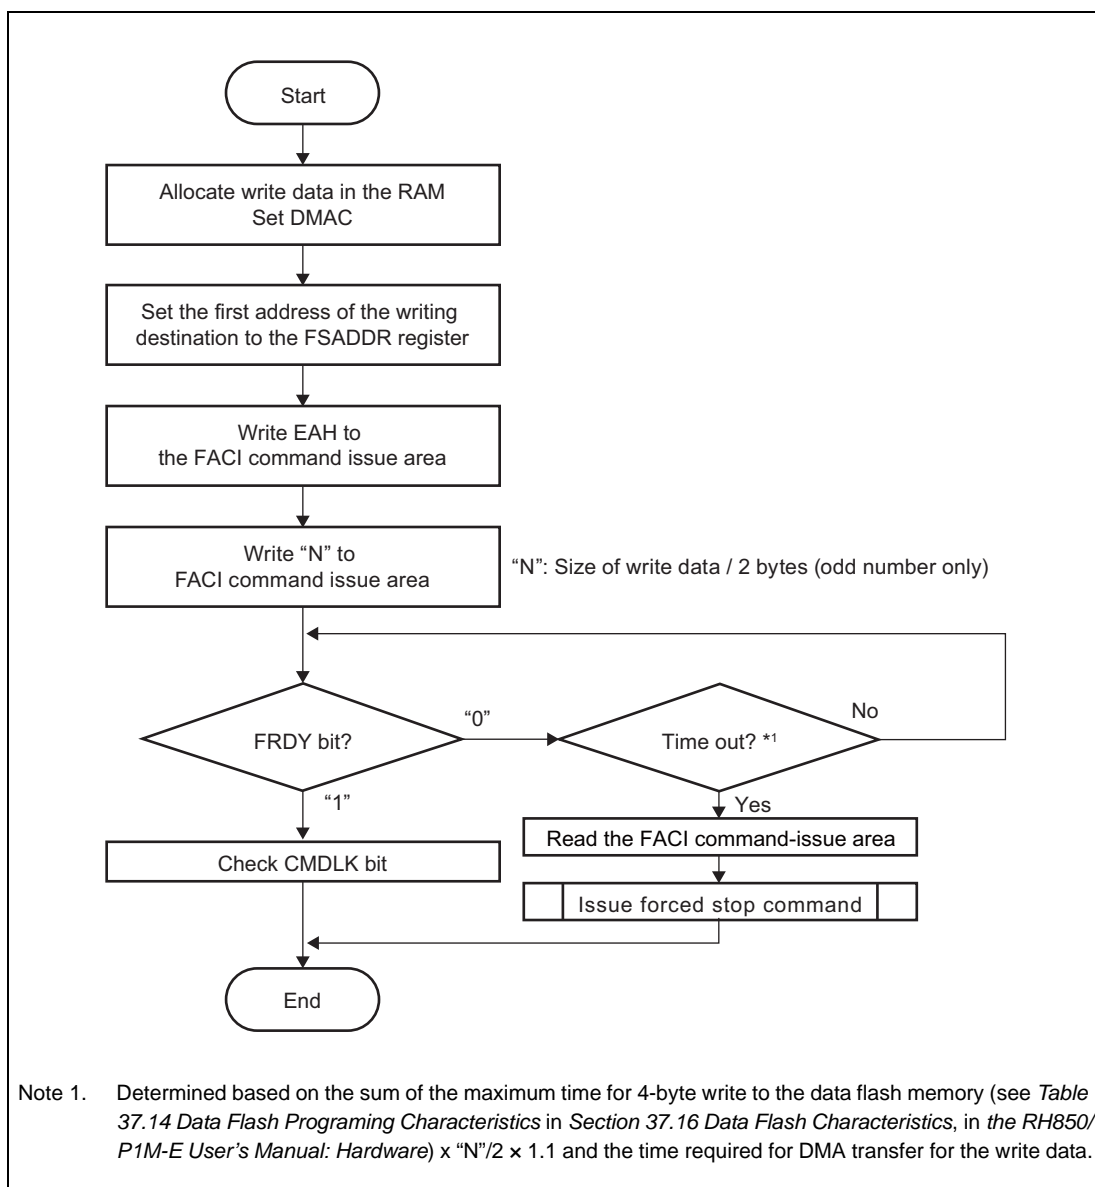 Start
Allocate write data in the RAM
Set DMAC
Set the first address of the writing
destination to the FSADDR register
Write EAH to
the FACI command issue area
Write “N” to
FACI command issue area
“N”: Size of write data / 2 bytes (odd number only)
FRDY bit?
“0”
Time out? *1
No
“1”
Yes
Check CMDLK bit
Read the FACI command-issue area
Issue forced stop command
End
Note 1. Determined based on the sum of the maximum time for 4-byte write to the data flash memory (see Table
37.14 Data Flash Programing Characteristics in Section 37.16 Data Flash Characteristics, in the RH850/
P1M-E User’s Manual: Hardware) x “N”/2 × 1.1 and the time required for DMA transfer for the write data.